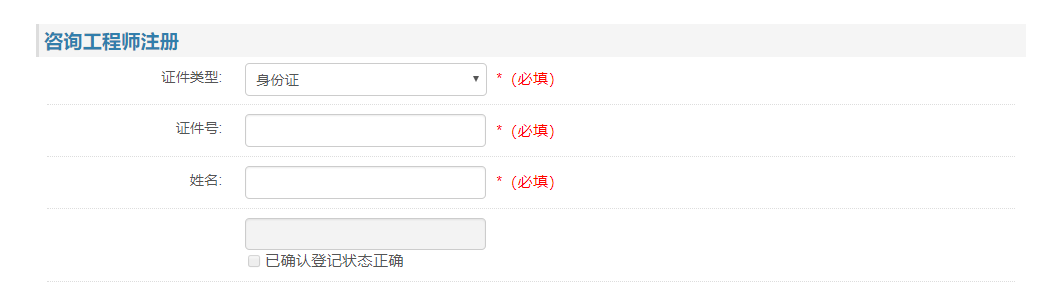 咨询工程师注册
证件类型: 身份证 *（必填）
证件号: *（必填）
姓名: *（必填）
已确认登记状态正确